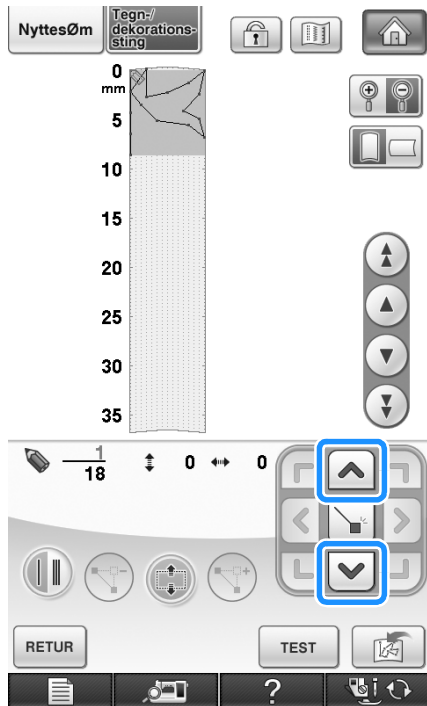 NyttesØm
Tegn-/
dekorations-
sting
0
mm
5
10
15
20
25
30
35
1
18
0
0
RETUR
TEST
?